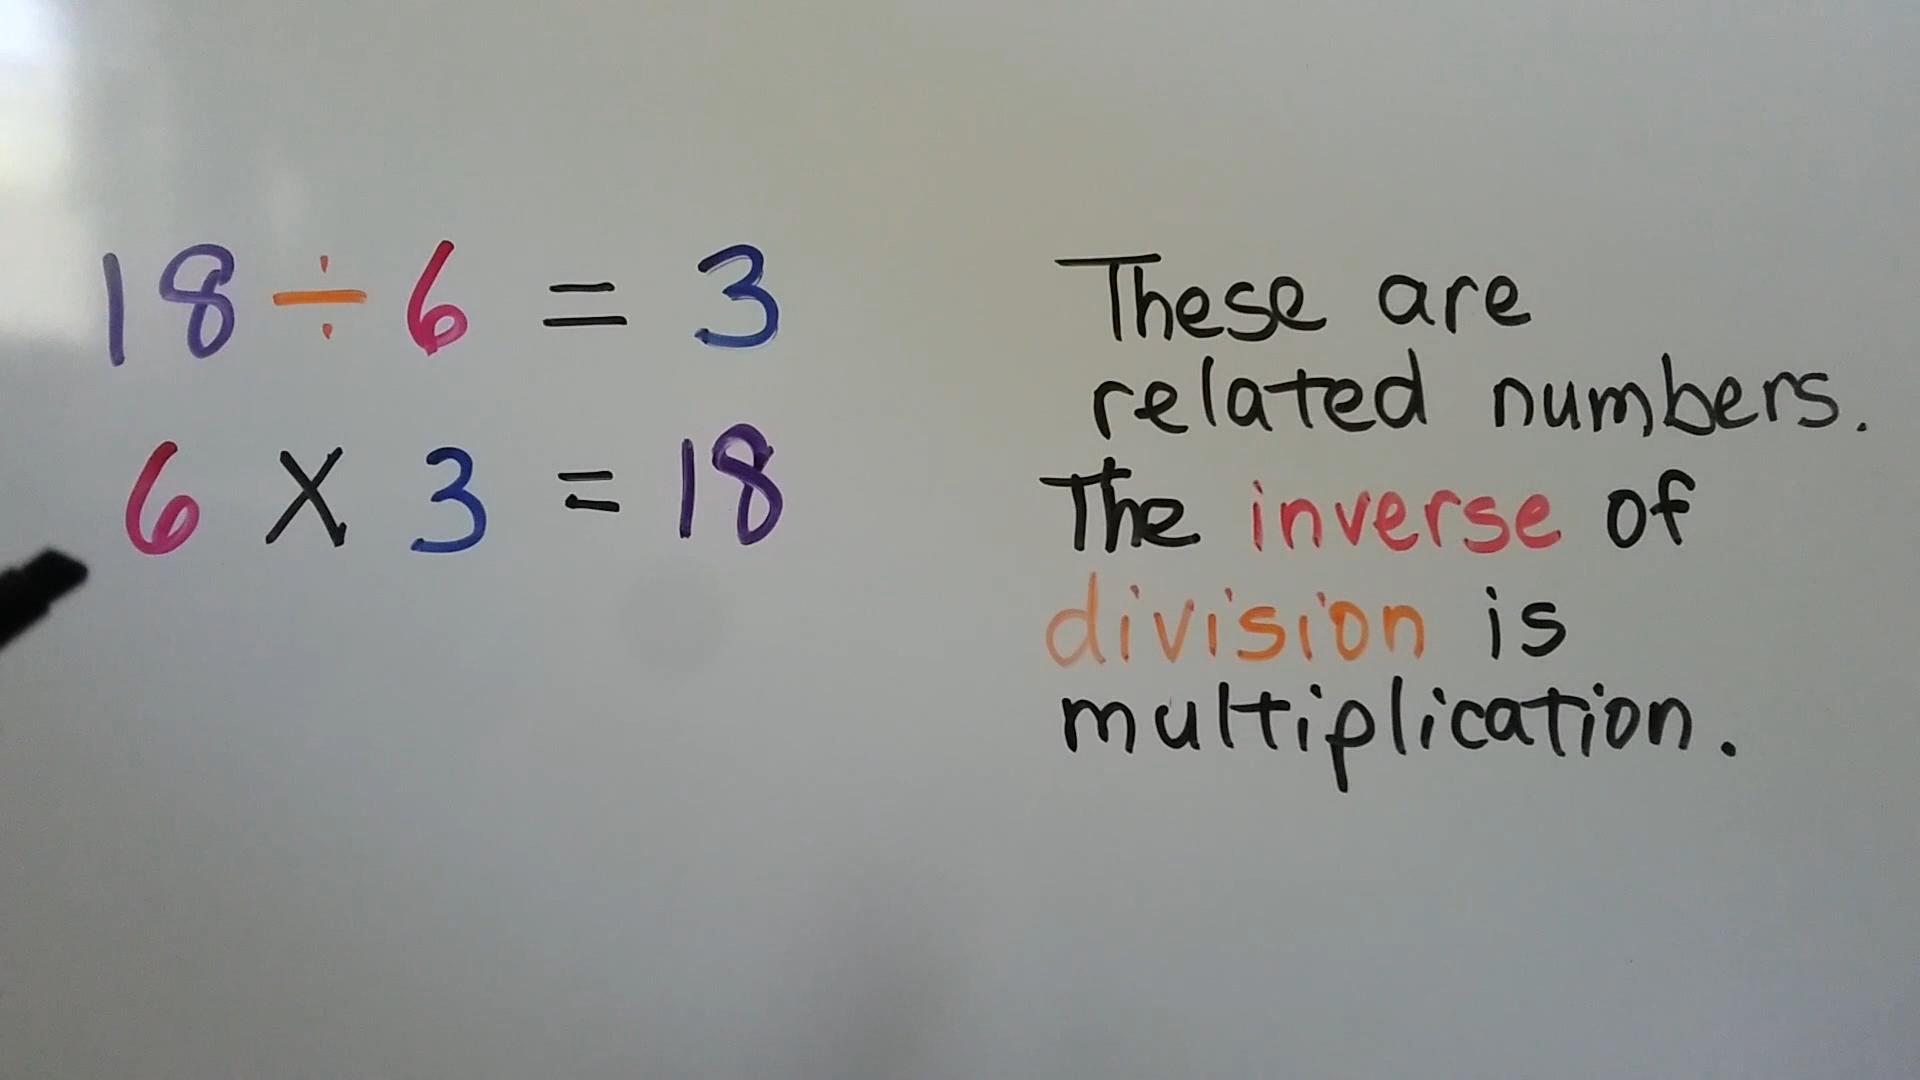 18 ÷ 6 = 3
6 X 3 = 18
These are
related numbers.
The inverse of
division is
multiplication.